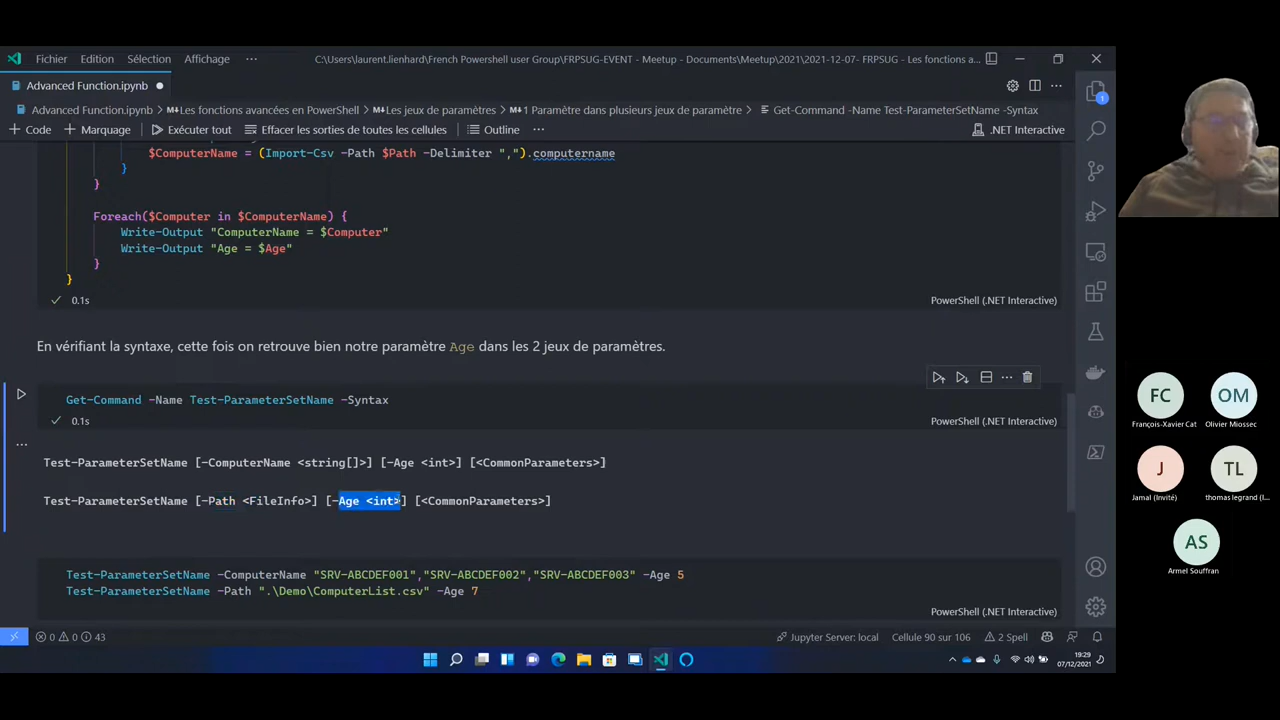 Fichier Edition Sélection Affichage ··· C:\Users\laurent.lienhard\French Powershell user Group\FRPSUG-EVENT - Meetup - Documents\Meetup\2021\2021-12-07- FRPSUG - Les fonctions a...
Advanced Function.ipynb
Advanced Function.ipynb > Les fonctions avancées en PowerShell > Les jeux de paramètres > 1 Paramètre dans plusieurs jeux de paramètre > Get-Command -Name Test-ParameterSetName -Syntax
+ Code + Marquage Exécuter tout Effacer les sorties de toutes les cellules Outline ··· .NET Interactive
$ComputerName = (Import-Csv -Path $Path -Delimiter ",").computername
}
}
Foreach($Computer in $ComputerName) {
Write-Output "ComputerName = $Computer"
Write-Output "Age = $Age"
}
}
0.1s PowerShell (.NET Interactive)
En vérifiant la syntaxe, cette fois on retrouve bien notre paramètre Age dans les 2 jeux de paramètres.
Get-Command -Name Test-ParameterSetName -Syntax
0.1s PowerShell (.NET Interactive)
Test-ParameterSetName [-ComputerName <string[]>] [-Age <int>] [<CommonParameters>]
Test-ParameterSetName [-Path <FileInfo>] [-Age <int>] [<CommonParameters>]
Test-ParameterSetName -ComputerName "SRV-ABCDEF001","SRV-ABCDEF002","SRV-ABCDEF003" -Age 5
Test-ParameterSetName -Path ".\Demo\ComputerList.csv" -Age 7
PowerShell (.NET Interactive)
0 0 43 Jupyter Server: local Cellule 90 sur 106 2 Spell
19:29
07/12/2021
1
FC OM
François-Xavier Cat Olivier Miossec
J TL
Jamal (Invité) thomas legrand (I...
AS
Armel Souffran